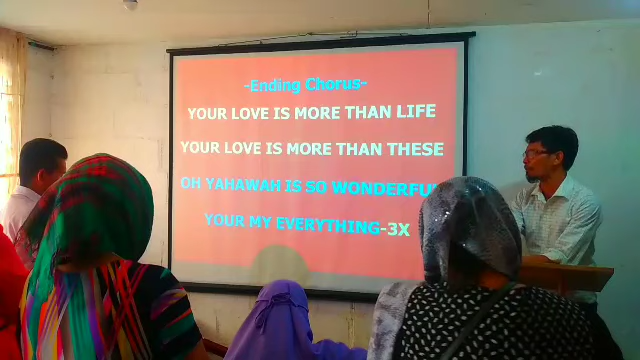 -Ending Chorus-
YOUR LOVE IS MORE THAN LIFE
YOUR LOVE IS MORE THAN THESE
OH YAHAWAH IS SO WONDERFUL
YOUR MY EVERYTHING-3X